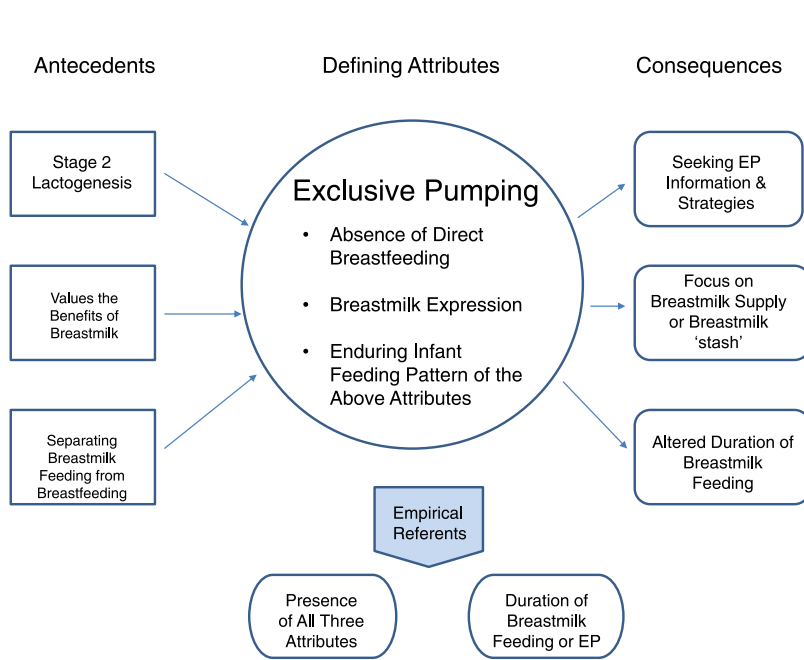 Antecedents
Defining Attributes
Consequences
Stage 2
Lactogenesis
Values the
Benefits of
Breastmilk
Separating
Breastmilk
Feeding from
Breastfeeding
Exclusive Pumping
• Absence of Direct
Breastfeeding
• Breastmilk Expression
• Enduring Infant
Feeding Pattern of the
Above Attributes
Seeking EP
Information &
Strategies
Focus on
Breastmilk Supply
or Breastmilk
‘stash’
Altered Duration of
Breastmilk
Feeding
Empirical
Referents
Presence
of All Three
Attributes
Duration of
Breastmilk
Feeding or EP